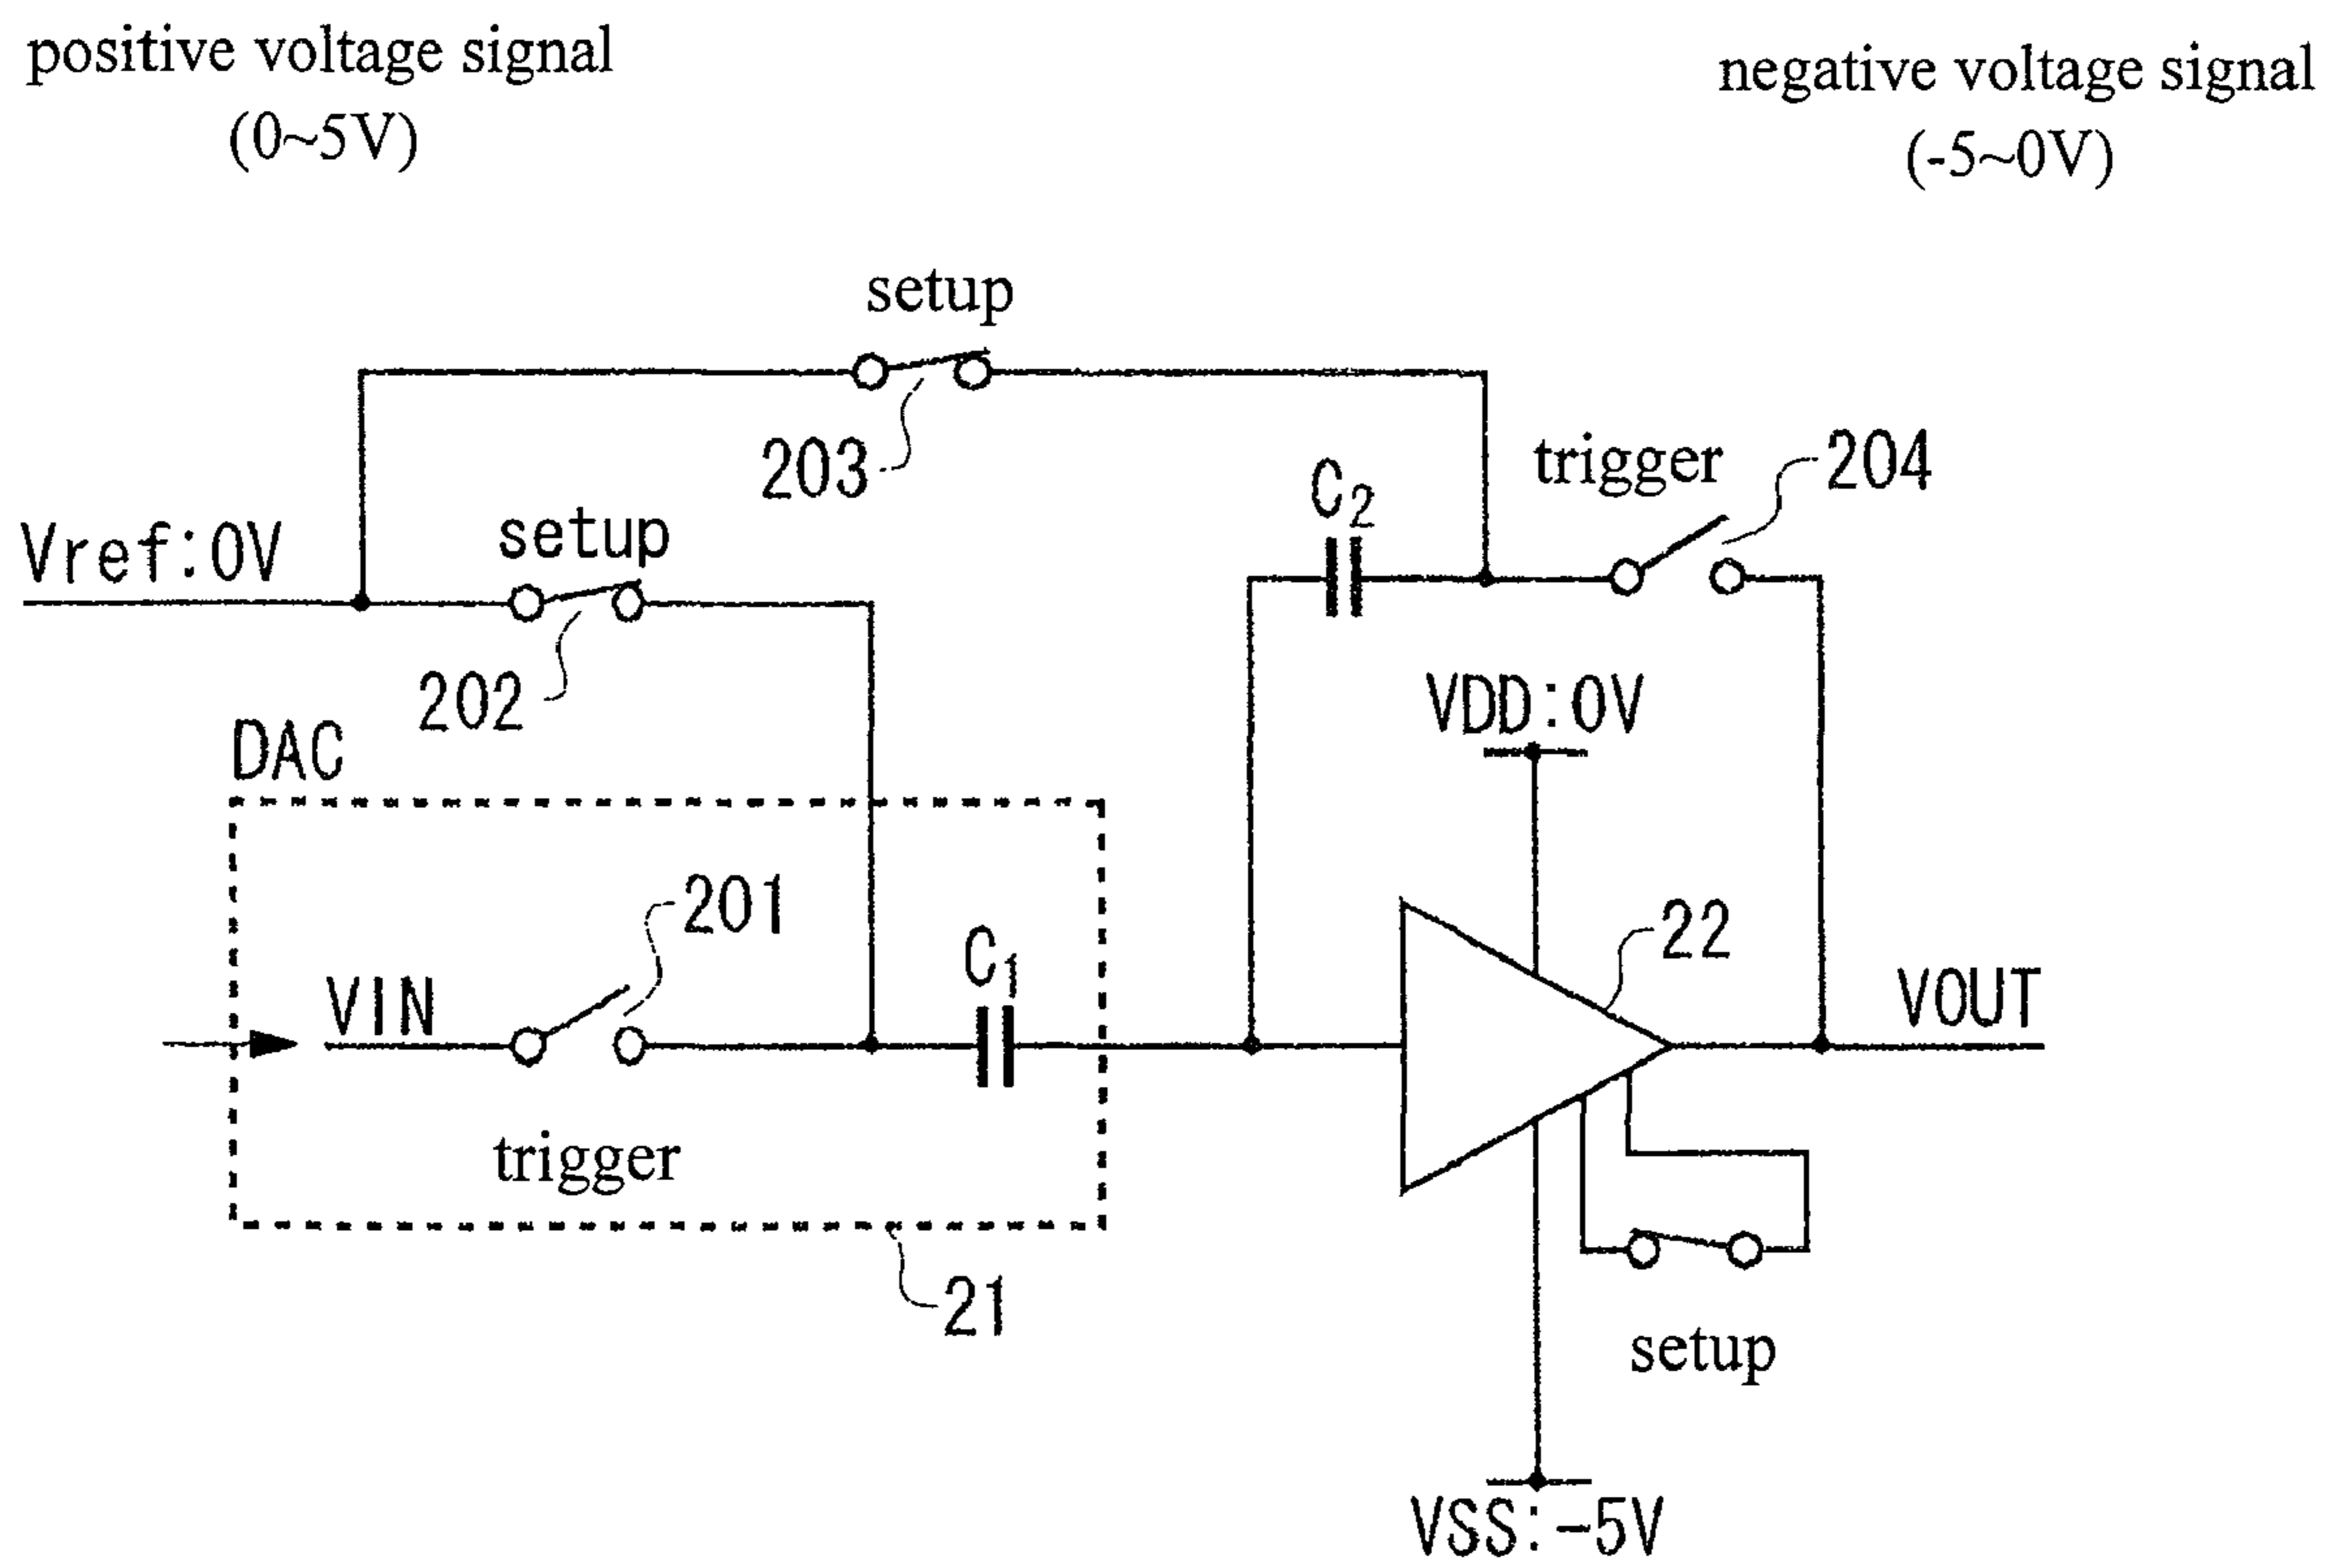 positive voltage signal
(0~5V)
negative voltage signal
(-5~0V)
setup
203
trigger
204
C2
Vref:0V
setup
202
VDD:0V
DAC
201
C1
22
VIN
VOUT
trigger
21
setup
VSS:-5V